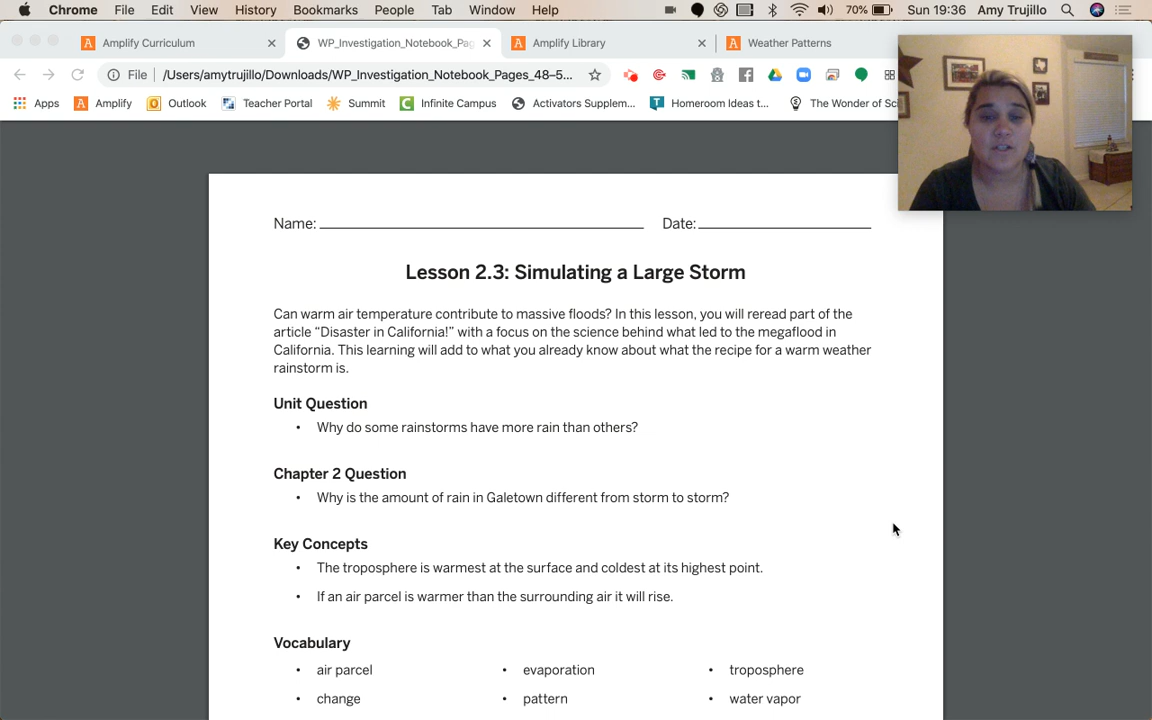 Chrome File Edit View History Bookmarks People Tab Window Help 70% Sun 19:36 Amy Trujillo
Amplify Curriculum WP_Investigation_Notebook_Pag Amplify Library Weather Patterns
File /Users/amytrujillo/Downloads/WP_Investigation_Notebook_Pages_48–5...
Apps Amplify Outlook Teacher Portal Summit Infinite Campus Activators Supplem... Homeroom Ideas t... The Wonder of Sc
Name: Date:
Lesson 2.3: Simulating a Large Storm
Can warm air temperature contribute to massive floods? In this lesson, you will reread part of the
article “Disaster in California!” with a focus on the science behind what led to the megaflood in
California. This learning will add to what you already know about what the recipe for a warm weather
rainstorm is.
Unit Question
• Why do some rainstorms have more rain than others?
Chapter 2 Question
• Why is the amount of rain in Galetown different from storm to storm?
Key Concepts
• The troposphere is warmest at the surface and coldest at its highest point.
• If an air parcel is warmer than the surrounding air it will rise.
Vocabulary
• air parcel • evaporation • troposphere
• change • pattern • water vapor